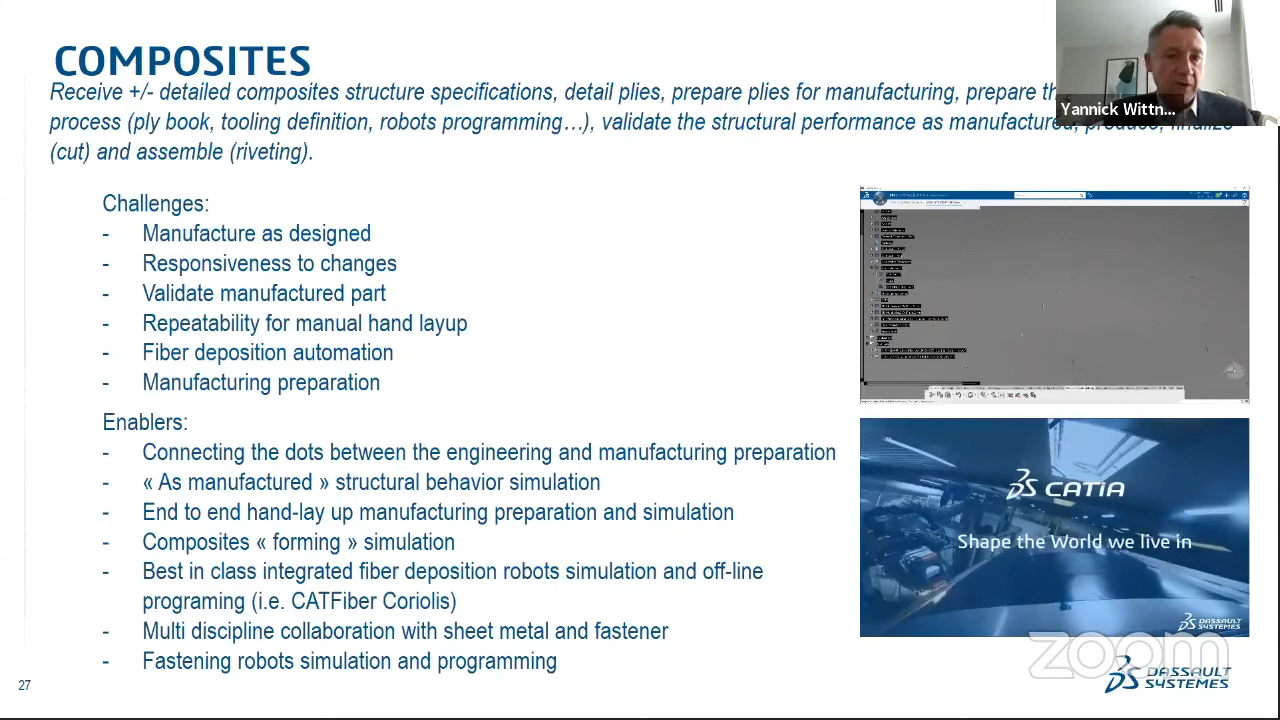 COMPOSITES
Receive +/- detailed composites structure specifications, detail plies, prepare plies for manufacturing, prepare
process (ply book, tooling definition, robots programming…), validate the structural performance as manufactured, produce, finalize
(cut) and assemble (riveting).
Yannick Wittn...
Challenges:
- Manufacture as designed
- Responsiveness to changes
- Validate manufactured part
- Repeatability for manual hand layup
- Fiber deposition automation
- Manufacturing preparation
Enablers:
- Connecting the dots between the engineering and manufacturing preparation
- « As manufactured » structural behavior simulation
- End to end hand-lay up manufacturing preparation and simulation
- Composites « forming » simulation
- Best in class integrated fiber deposition robots simulation and off-line
programing (i.e. CATFiber Coriolis)
- Multi discipline collaboration with sheet metal and fastener
- Fastening robots simulation and programming
CATIA
Shape the World we live in
DASSAULT
SYSTEMES
zoom
DASSAULT
SYSTEMES
27